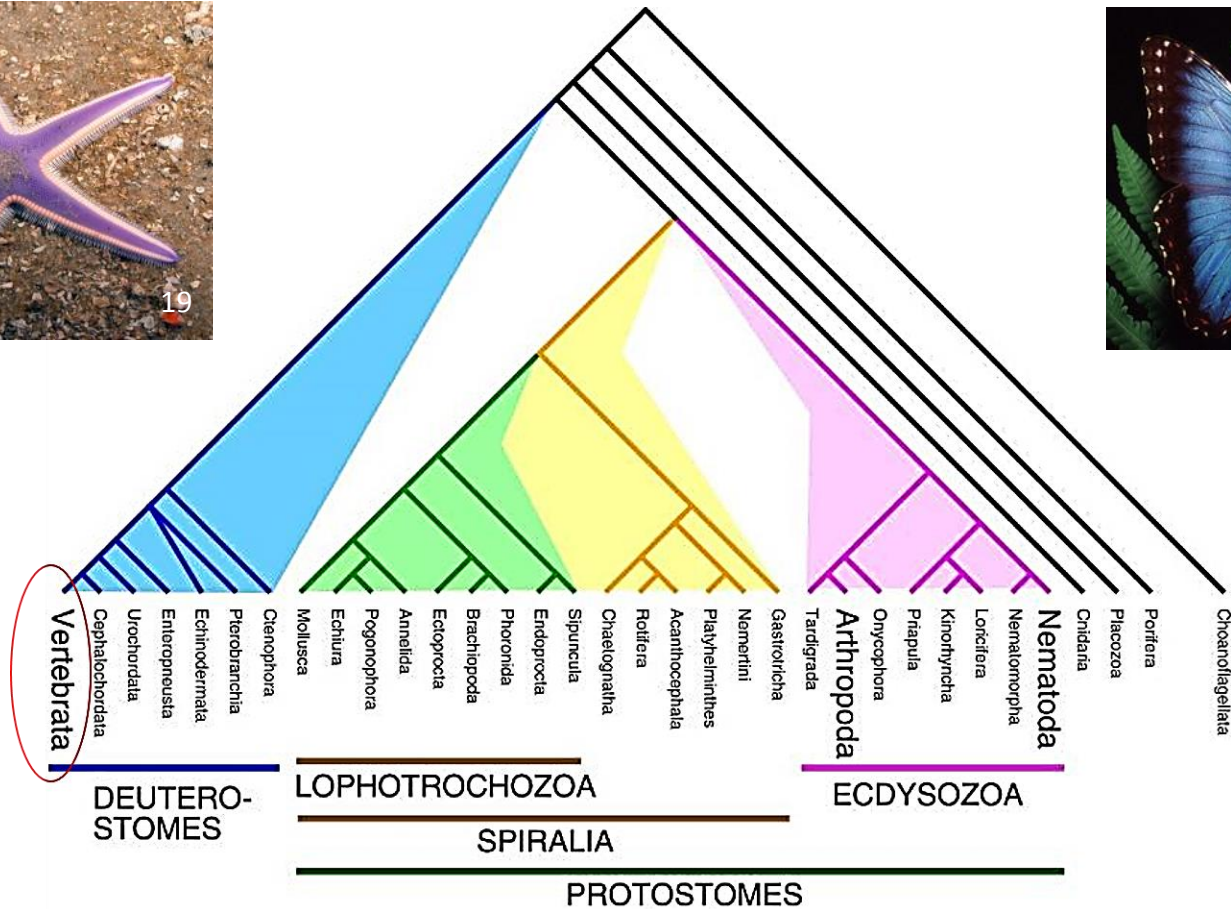 19
Vertebrata
Cephalochordata
Urochordata
Enteropneusta
Echinodermata
Pterobranchia
Ctenophora
Mollusca
Echiura
Pogonophora
Annelida
Ectoprocta
Brachiopoda
Phoronida
Endoprocta
Sipuncula
Chaetognatha
Rotifera
Acanthocephala
Platyhelminthes
Nemertini
Gastrotricha
Tardigrada
Arthropoda
Onycophora
Priapula
Kinorhyncha
Loricifera
Nematomorpha
Nematoda
Cnidaria
Placozoa
Porifera
Choanoflagellata
DEUTERO-
STOMES
LOPHOTROCHOZOA
ECDYSOZOA
SPIRALIA
PROTOSTOMES